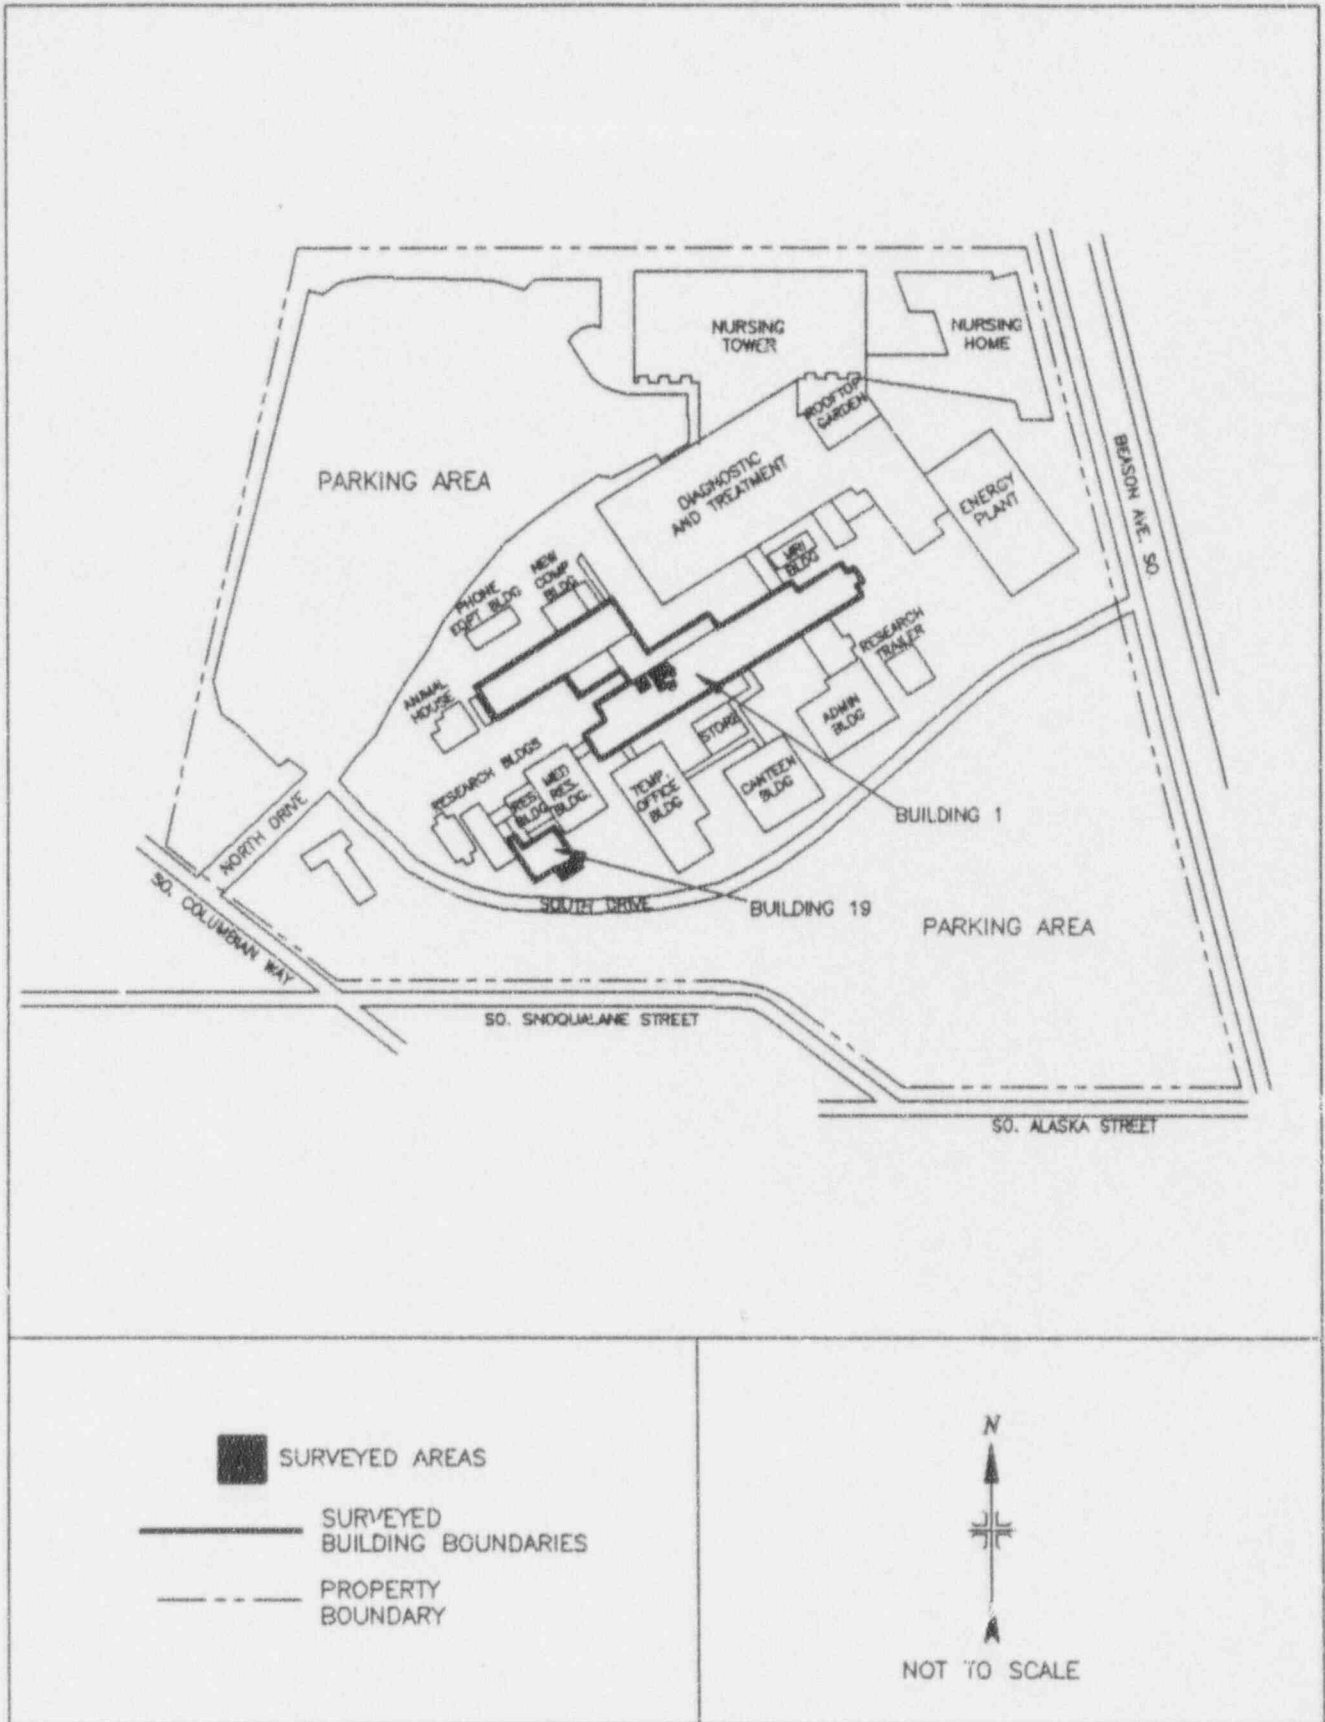 NURSING
TOWER
NURSING
HOME
ROOFTOP
GARDEN
BEASON AVE. SO.
PARKING AREA
DIAGNOSTIC
AND TREATMENT
ENERGY
PLANT
MRI
BLDG
NEW
COMP
BLDG
PHONE
EQPT. BLDG
RESEARCH
TRAILER
ANIMAL
HOUSE
ADMIN
BLDG
STORE
RESEARCH BLDGS
MED
RES.
BLDG.
RES.
BLDG.
TEMP.
OFFICE
BLDG
CANTEEN
BLDG
BUILDING 1
NORTH DRIVE
SO. COLUMBIAN WAY
SOUTH DRIVE
BUILDING 19
PARKING AREA
SO. SNOQUALANE STREET
SO. ALASKA STREET
SURVEYED AREAS
SURVEYED
BUILDING BOUNDARIES
PROPERTY
BOUNDARY
N
NOT TO SCALE